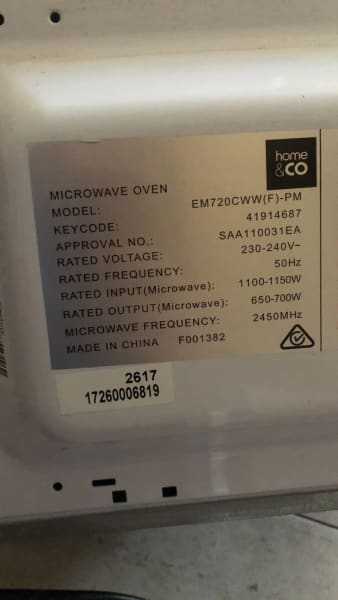 home
&CO
MICROWAVE OVEN
MODEL: EM720CWW(F)-PM
KEYCODE: 41914687
APPROVAL NO.: SAA110031EA
RATED VOLTAGE: 230-240V~
RATED FREQUENCY: 50Hz
RATED INPUT(Microwave): 1100-1150W
RATED OUTPUT(Microwave): 650-700W
MICROWAVE FREQUENCY: 2450MHz
MADE IN CHINA F001382
2617
17260006819